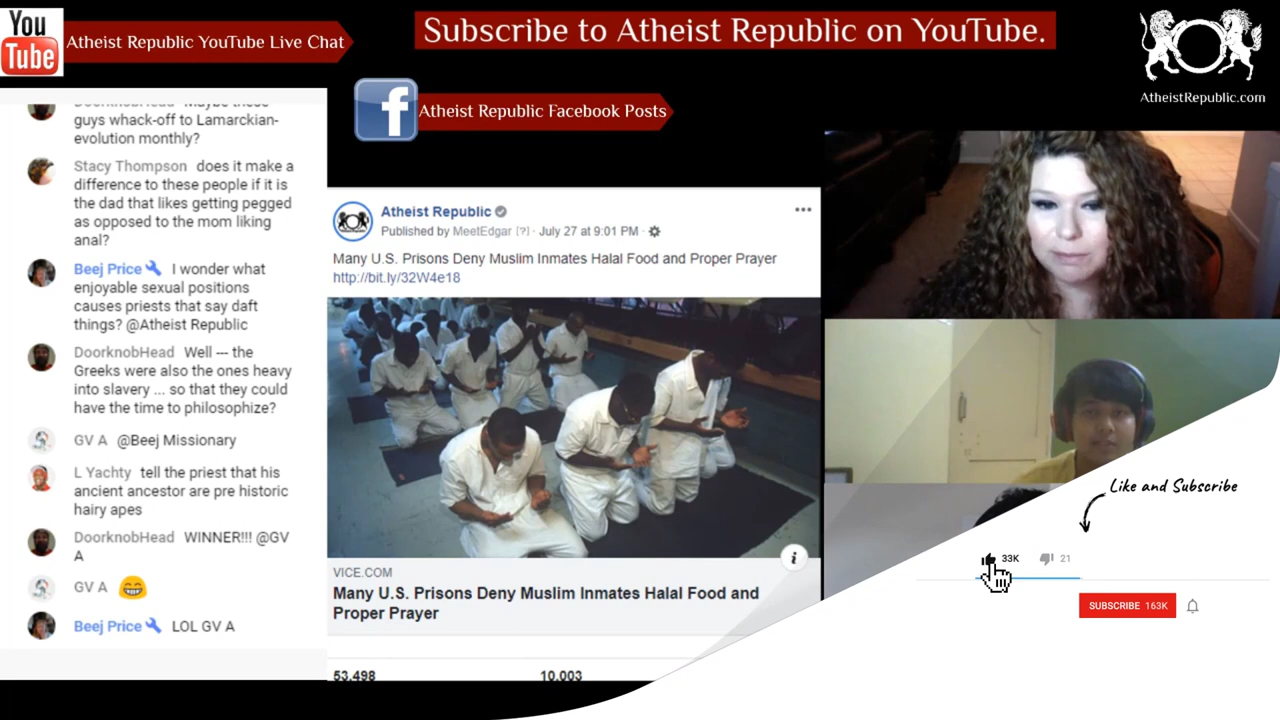 You
Tube
Atheist Republic YouTube Live Chat
Subscribe to Atheist Republic on YouTube.
AtheistRepublic.com
Atheist Republic Facebook Posts
DoorknobHead Maybe these
guys whack-off to Lamarckian-
evolution monthly?
Stacy Thompson does it make a
difference to these people if it is
the dad that likes getting pegged
as opposed to the mom liking
anal?
Beej Price I wonder what
enjoyable sexual positions
causes priests that say daft
things? @Atheist Republic
DoorknobHead Well --- the
Greeks were also the ones heavy
into slavery ... so that they could
have the time to philosophize?
GV A @Beej Missionary
L Yachty tell the priest that his
ancient ancestor are pre historic
hairy apes
DoorknobHead WINNER!!! @GV
A
GV A 😁
Beej Price LOL GV A
f
Atheist Republic
Published by MeetEdgar [?] · July 27 at 9:01 PM ·
Many U.S. Prisons Deny Muslim Inmates Halal Food and Proper Prayer
http://bit.ly/32W4e18
i
VICE.COM
Many U.S. Prisons Deny Muslim Inmates Halal Food and
Proper Prayer
53,498 10,003
Like and Subscribe
33K 21
SUBSCRIBE 163K